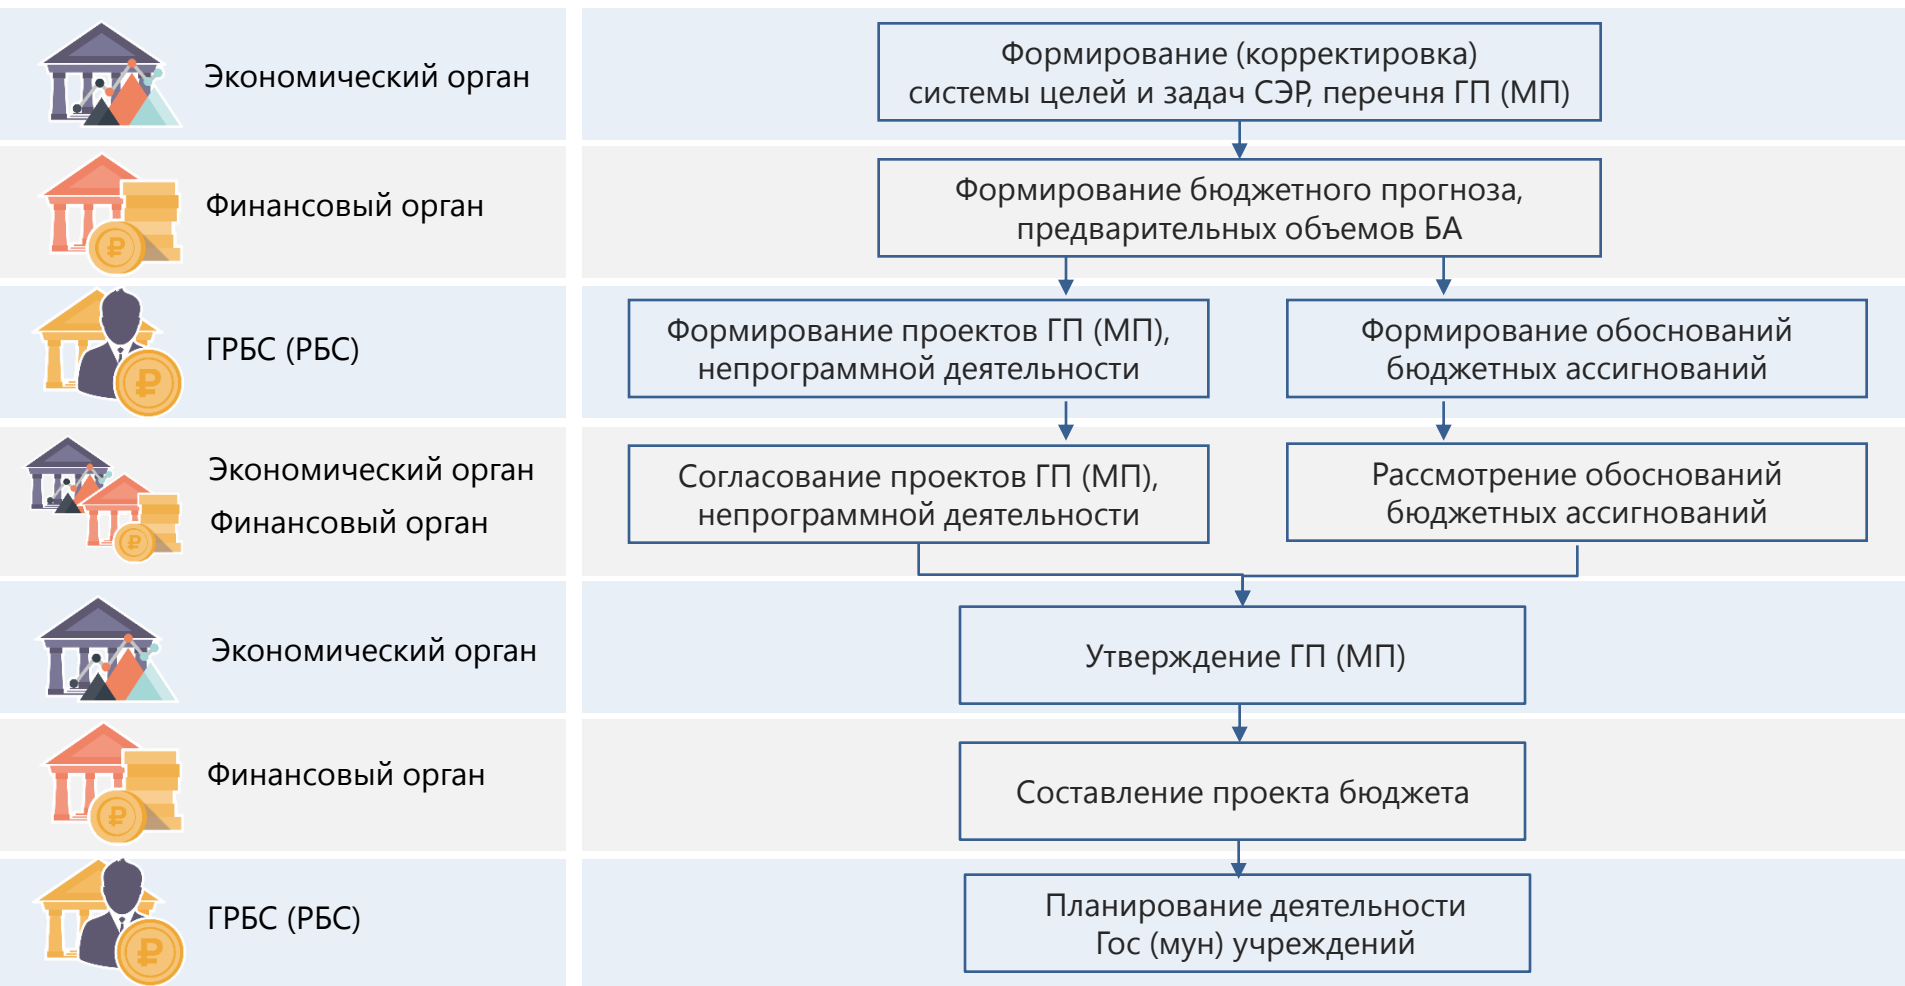 Экономический орган
Формирование (корректировка)
системы целей и задач СЭР, перечня ГП (МП)
Финансовый орган
Формирование бюджетного прогноза,
предварительных объемов БА
ГРБС (РБС)
Формирование проектов ГП (МП),
непрограммной деятельности
Формирование обоснований
бюджетных ассигнований
Экономический орган
Финансовый орган
Согласование проектов ГП (МП),
непрограммной деятельности
Рассмотрение обоснований
бюджетных ассигнований
Экономический орган
Утверждение ГП (МП)
Финансовый орган
Составление проекта бюджета
ГРБС (РБС)
Планирование деятельности
Гос (мун) учреждений